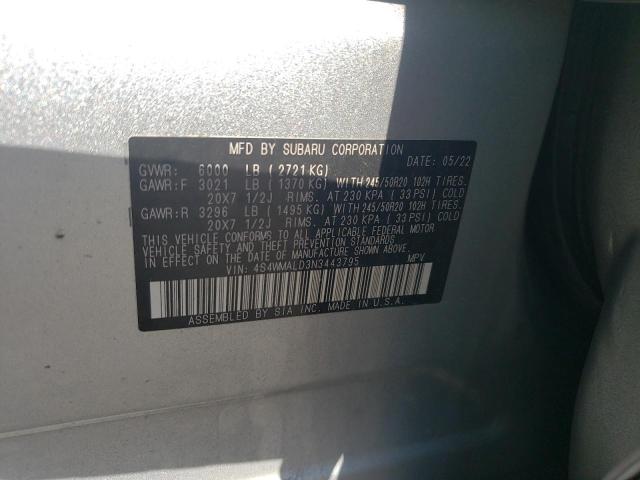 MFD BY SUBARU CORPORATION
GVWR: 6000 LB ( 2721 KG) DATE: 05/22
GAWR:F 3021 LB ( 1370 KG) WITH 245/50R20 102H TIRES.
20X7 1/2J RIMS. AT 230 KPA ( 33 PSI) COLD
GAWR:R 3296 LB ( 1495 KG) WITH 245/50R20 102H TIRES.
20X7 1/2J RIMS. AT 230 KPA ( 33 PSI) COLD
THIS VEHICLE CONFORMS TO ALL APPLICABLE FEDERAL MOTOR
VEHICLE SAFETY AND THEFT PREVENTION STANDARDS
IN EFFECT ON THE DATE OF MANUFACTURE SHOWN ABOVE.
VIN: 4S4WMALD3N3443795 MPV
ASSEMBLED BY SIA INC. MADE IN U.S.A.